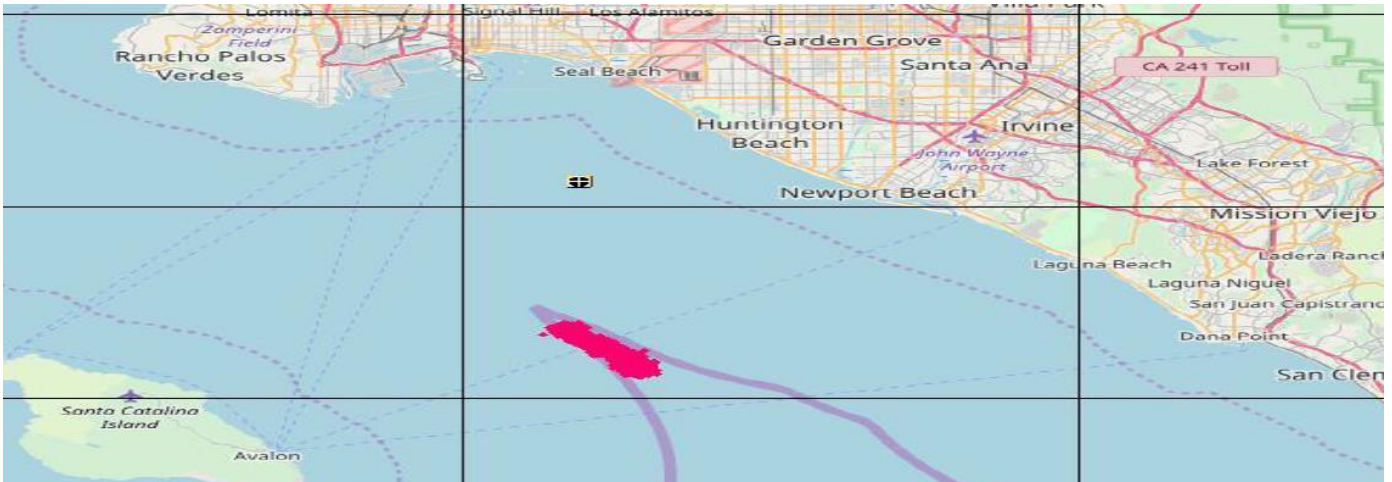 Lomita
Signal Hill
Los Alamitos
Zamperini
Field
Garden Grove
Rancho Palos
Verdes
Santa Ana
CA 241 Toll
Seal Beach
Huntington
Beach
Irvine
John Wayne
Airport
Lake Forest
Newport Beach
Mission Viejo
Ladera Ranc
Laguna Beach
Laguna Niguel
San Juan Capistrano
Dana Point
San Clen
Santa Catalina
Island
Avalon